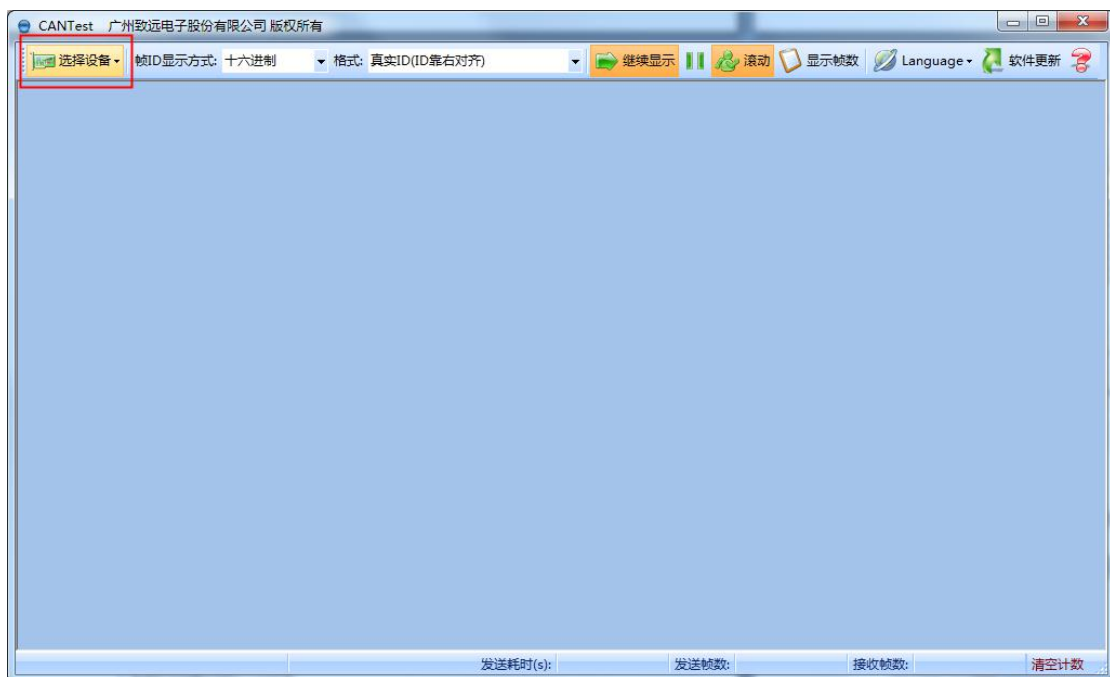 CANTest 广州致远电子股份有限公司 版权所有
选择设备 帧ID显示方式: 十六进制 格式: 真实ID(ID靠右对齐) 继续显示 滚动 显示帧数 Language 软件更新
发送耗时(s): 发送帧数: 接收帧数: 清空计数